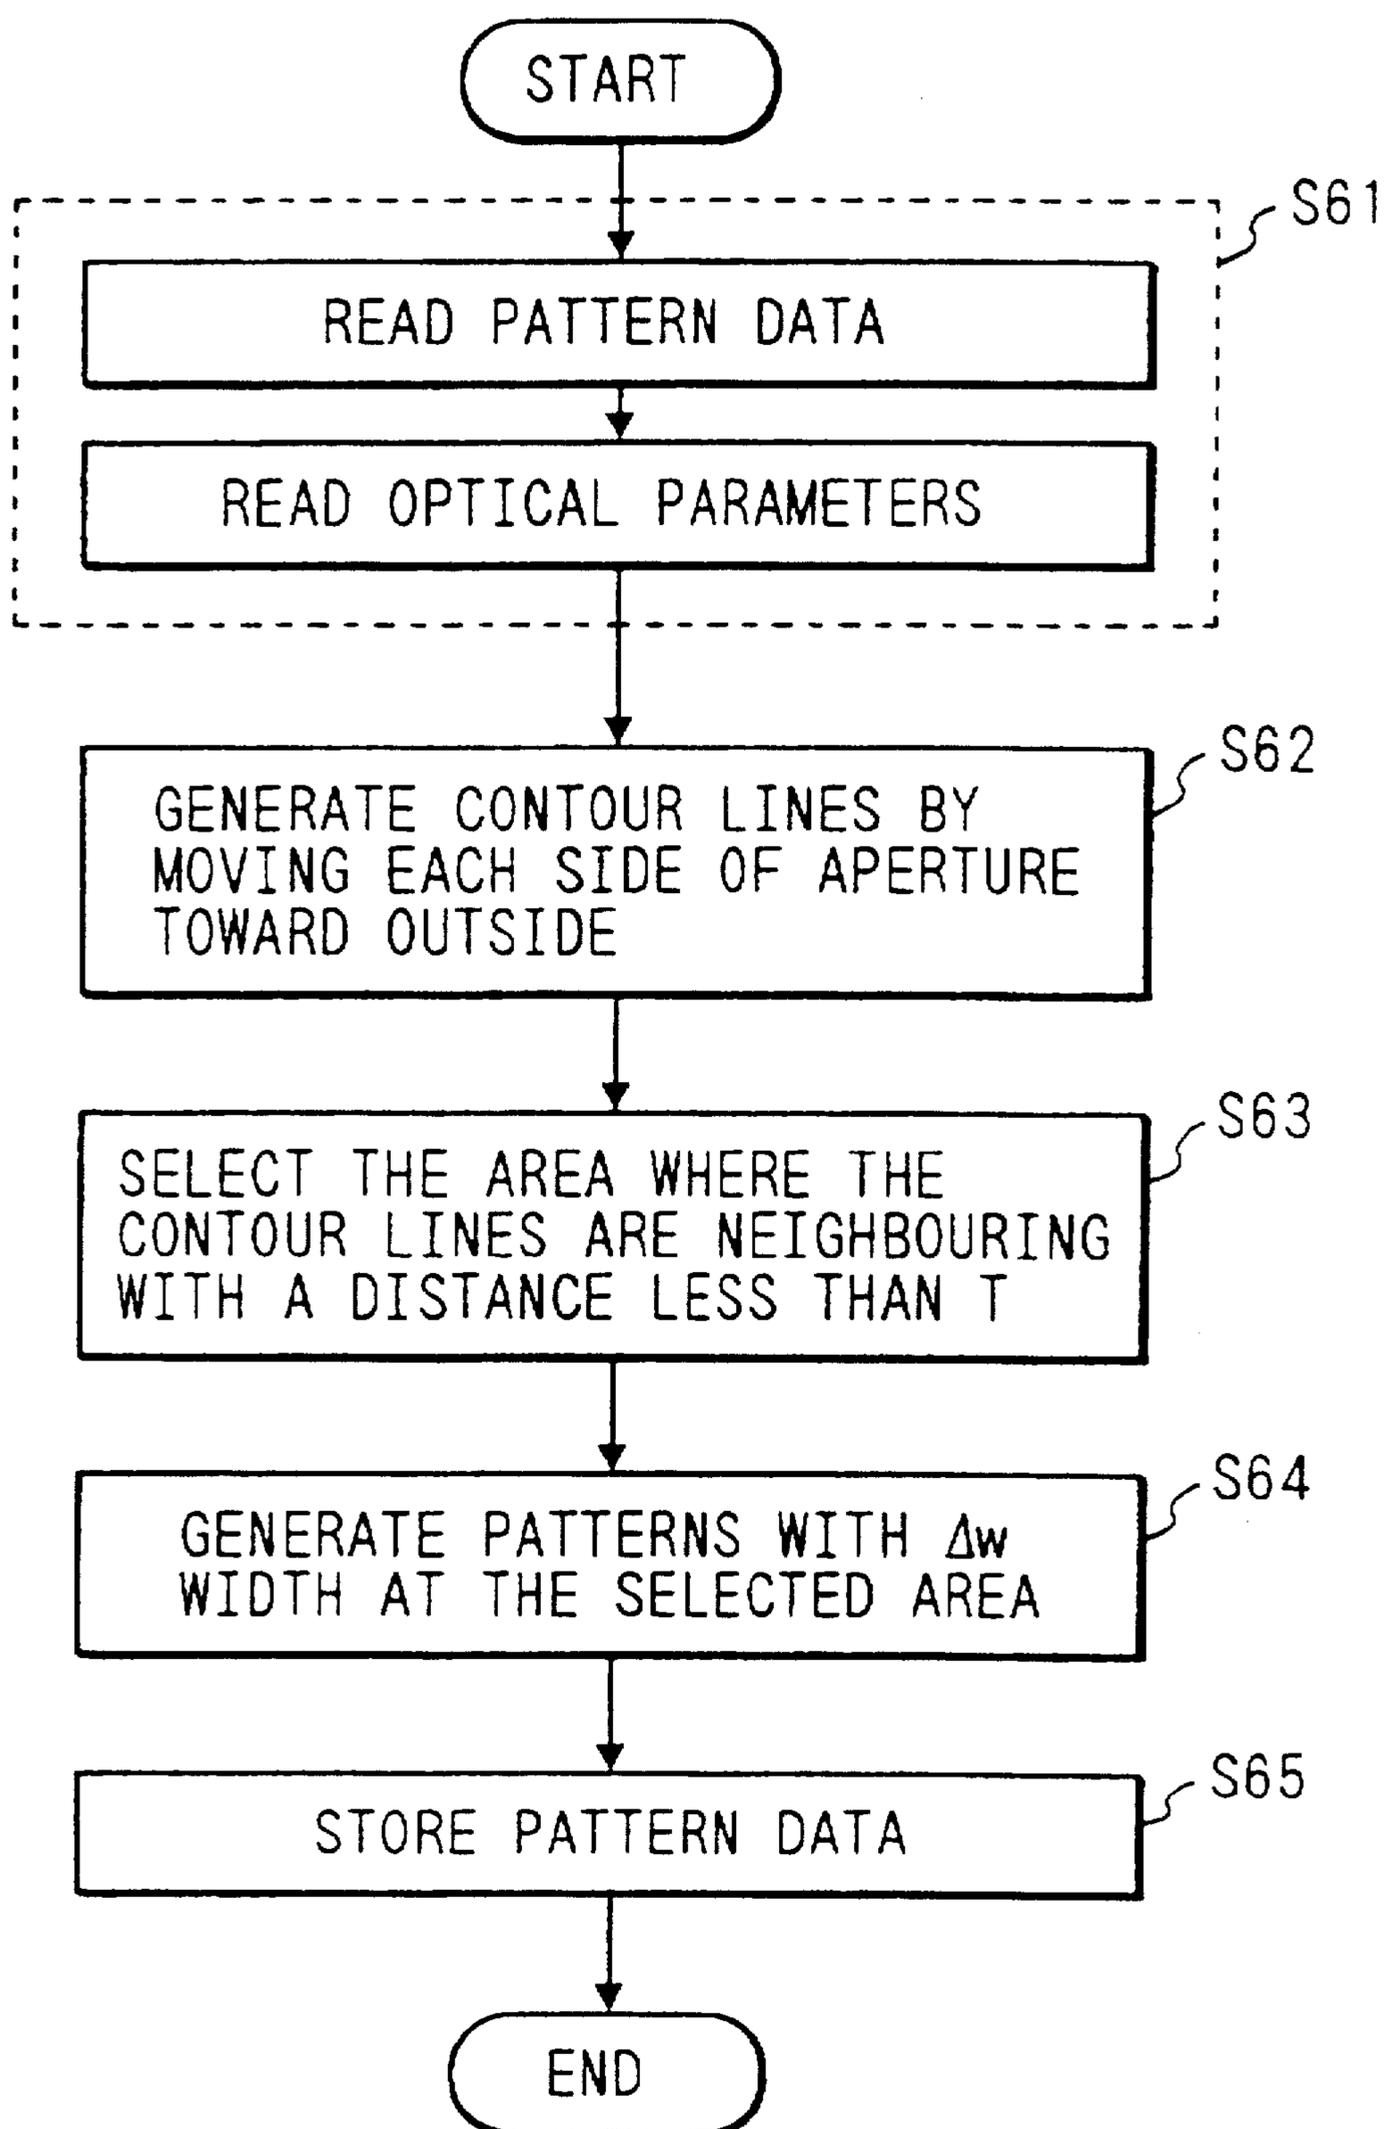 START
S61
READ PATTERN DATA
READ OPTICAL PARAMETERS
S62
GENERATE CONTOUR LINES BY
MOVING EACH SIDE OF APERTURE
TOWARD OUTSIDE
S63
SELECT THE AREA WHERE THE
CONTOUR LINES ARE NEIGHBOURING
WITH A DISTANCE LESS THAN T
S64
GENERATE PATTERNS WITH Δw
WIDTH AT THE SELECTED AREA
S65
STORE PATTERN DATA
END